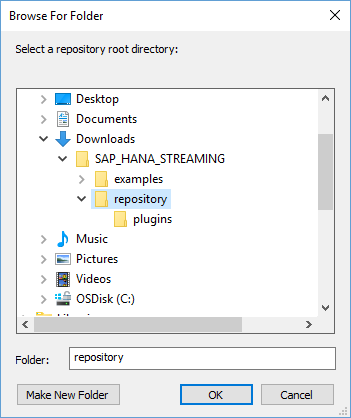 Browse For Folder
Select a repository root directory:
Desktop
Documents
Downloads
SAP_HANA_STREAMING
examples
repository
plugins
Music
Pictures
Videos
OSDisk (C:)
Folder: repository
Make New Folder OK Cancel